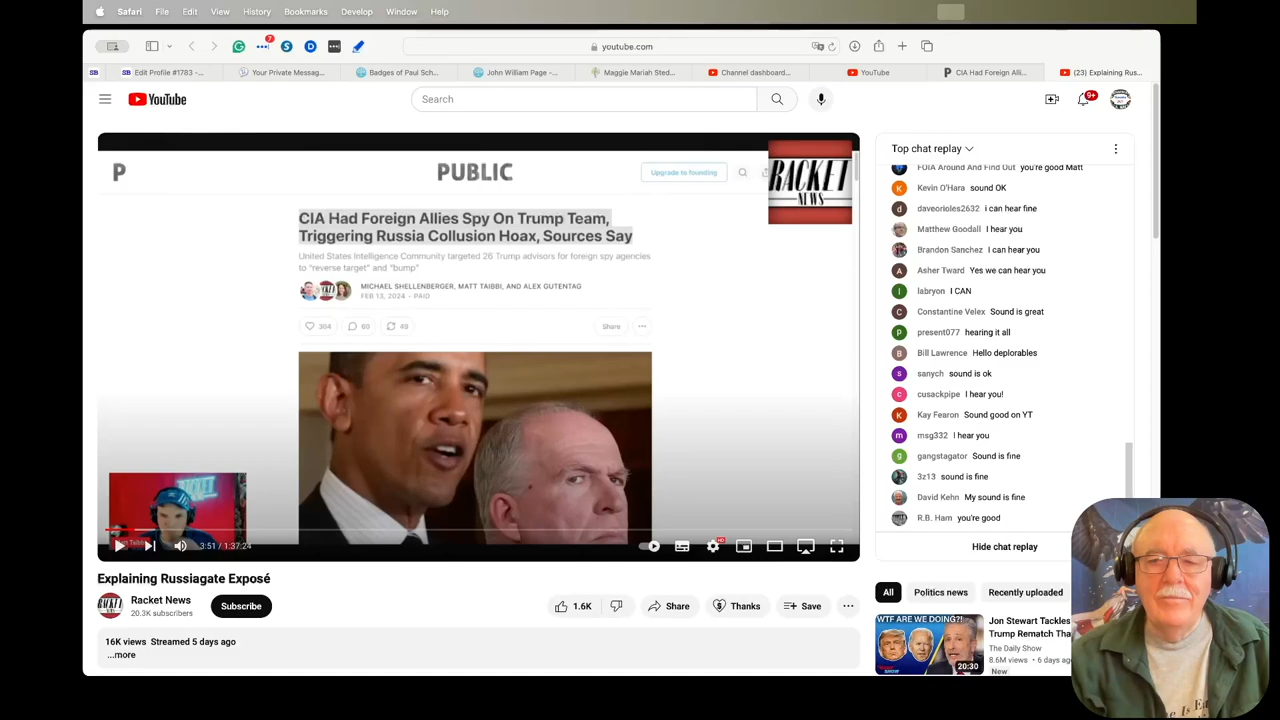 Safari File Edit View History Bookmarks Develop Window Help
7
youtube.com
SB
SB Edit Profile #1783 -...
Your Private Messag...
Badges of Paul Sch...
John William Page -...
Maggie Mariah Sted...
Channel dashboard...
YouTube
CIA Had Foreign Alli...
(23) Explaining Rus...
YouTube
Search
9+
P
PUBLIC
Upgrade to founding
RACKET
NEWS
CIA Had Foreign Allies Spy On Trump Team,
Triggering Russia Collusion Hoax, Sources Say
United States Intelligence Community targeted 26 Trump advisors for foreign spy agencies
to "reverse target" and "bump"
MICHAEL SHELLENBERGER, MATT TAIBBI, AND ALEX GUTENTAG
FEB 13, 2024 • PAID
304 69 49 Share
3:51 / 1:37:24
HD
Explaining Russiagate Exposé
Racket News
20.3K subscribers
Subscribe
1.6K
Share
Thanks
Save
16K views Streamed 5 days ago
...more
Top chat replay
FOIA Around And Find Out you're good Matt
K Kevin O'Hara sound OK
d daveorioles2632 i can hear fine
Matthew Goodall I hear you
Brandon Sanchez I can hear you
A Asher Tward Yes we can hear you
l labryon I CAN
Constantine Velex Sound is great
p present077 hearing it all
B Bill Lawrence Hello deplorables
s sanych sound is ok
c cusackpipe I hear you!
K Kay Fearon Sound good on YT
m msg332 I hear you
g gangstagator Sound is fine
3z13 sound is fine
David Kehn My sound is fine
R.B. Ham you're good
Hide chat replay
All
Politics news
Recently uploaded
WTF ARE WE DOING?!
20:30
Jon Stewart Tackles
Trump Rematch Tha
The Daily Show
8.6M views • 6 days ag
New